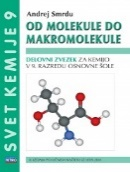 Andrej Smrdu
OD MOLEKULE DO
MAKROMOLEKULE
DELOVNI ZVEZEK ZA KEMIJO
V 9. RAZREDU OSNOVNE ŠOLE
SVET KEMIJE 9